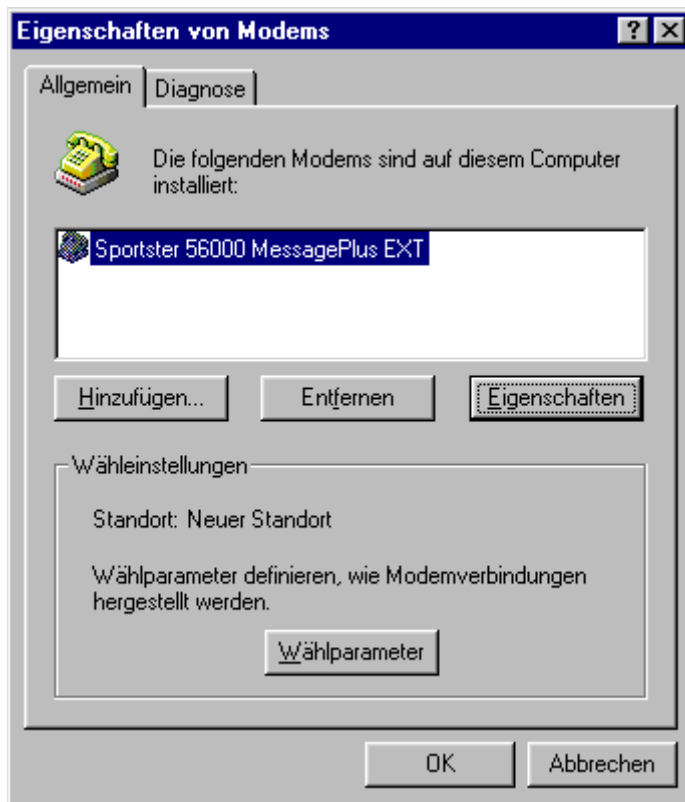 Eigenschaften von Modems
Allgemein
Diagnose
Die folgenden Modems sind auf diesem Computer
installiert:
Sportster 56000 MessagePlus EXT
Hinzufügen...
Entfernen
Eigenschaften
Wähleinstellungen
Standort: Neuer Standort
Wählparameter definieren, wie Modemverbindungen
hergestellt werden.
Wählparameter
OK
Abbrechen